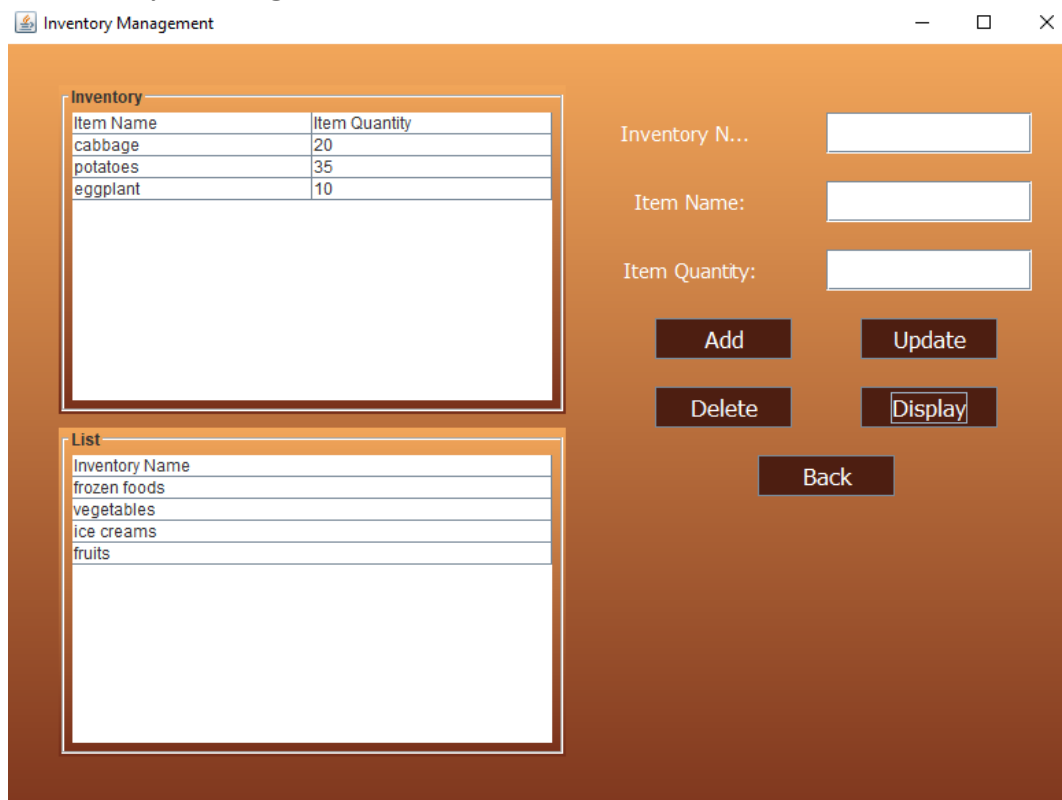 Inventory Management
Inventory
Item Name Item Quantity
cabbage 20
potatoes 35
eggplant 10
List
Inventory Name
frozen foods
vegetables
ice creams
fruits
Inventory N...
Item Name:
Item Quantity:
Add Update
Delete Display
Back